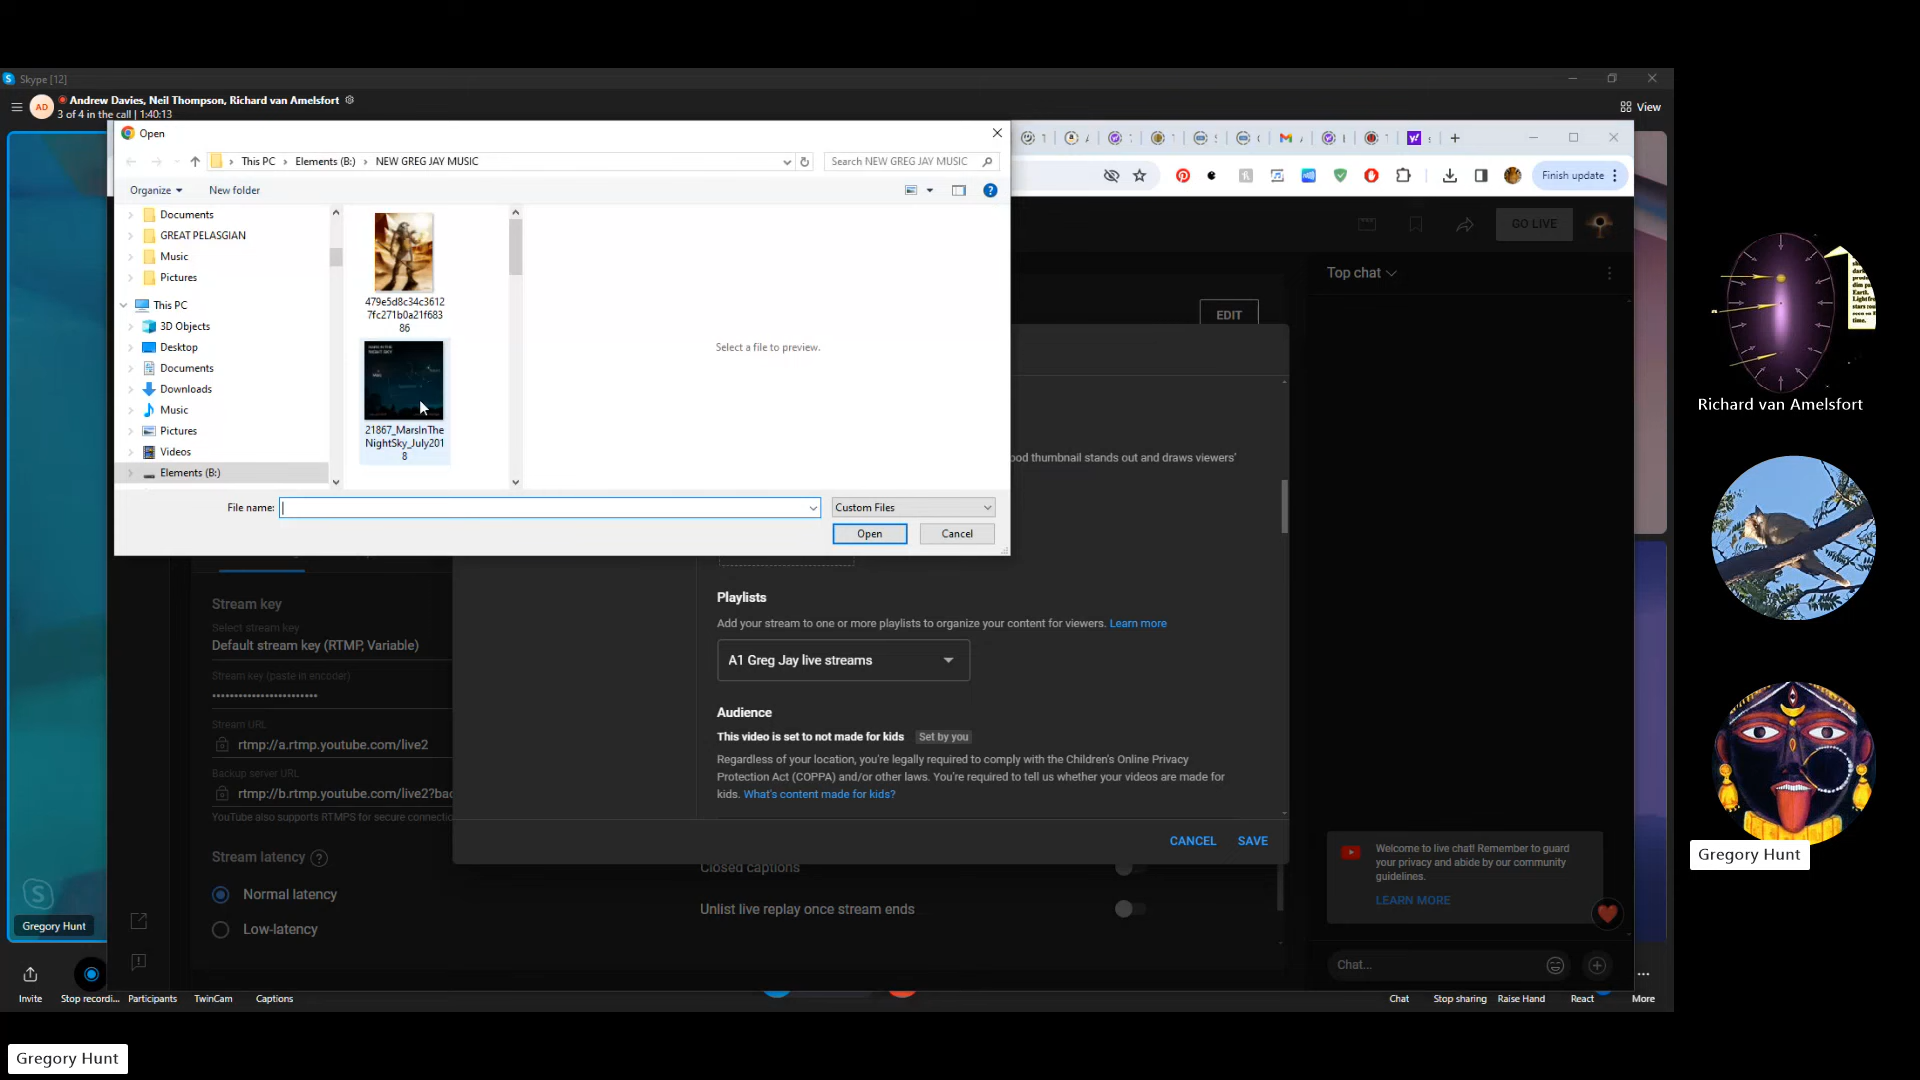 Skype [12]
AD
Andrew Davies, Neil Thompson, Richard van Amelsfort
3 of 4 in the call | 1:40:13
View
Open
This PC
Elements (B:)
NEW GREG JAY MUSIC
Search NEW GREG JAY MUSIC
Finish update
Organize
New folder
Documents
GREAT PELASGIAN
Music
Pictures
This PC
3D Objects
Desktop
Documents
Downloads
Music
Pictures
Videos
Elements (B:)
479e5d8c34c3612
7fc271b0a21f683
86
21867_MarsInThe
NightSky_July201
8
Select a file to preview.
File name:
Custom Files
Open
Cancel
GO LIVE
Top chat
EDIT
ood thumbnail stands out and draws viewers'
Playlists
Add your stream to one or more playlists to organize your content for viewers. Learn more
A1 Greg Jay live streams
Audience
This video is set to not made for kids
Set by you
Regardless of your location, you're legally required to comply with the Children's Online Privacy
Protection Act (COPPA) and/or other laws. You're required to tell us whether your videos are made for
kids. What's content made for kids?
CANCEL
SAVE
Stream key
Select stream key
Default stream key (RTMP, Variable)
Stream key (paste in encoder)
Stream URL
rtmp://a.rtmp.youtube.com/live2
Backup server URL
rtmp://b.rtmp.youtube.com/live2?bac
YouTube also supports RTMPS for secure connectio
Stream latency
Normal latency
Low-latency
Closed captions
Unlist live replay once stream ends
Welcome to live chat! Remember to guard
your privacy and abide by our community
guidelines.
LEARN MORE
Chat...
Gregory Hunt
Invite
Stop recordi...
Participants
TwinCam
Captions
Chat
Stop sharing
Raise Hand
React
More
Richard van Amelsfort
Gregory Hunt
Gregory Hunt